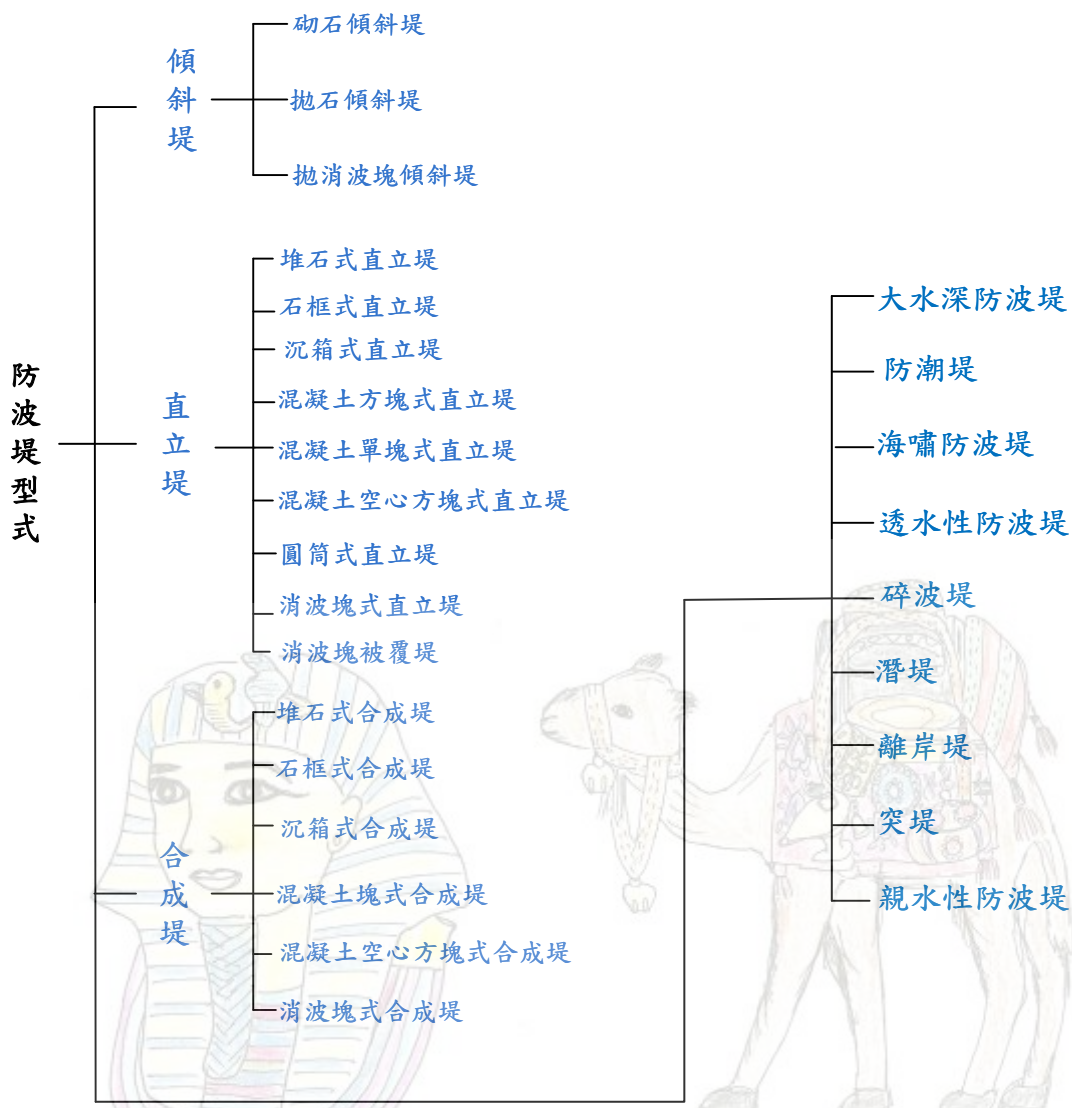 防波堤型式
傾斜堤
砌石傾斜堤
拋石傾斜堤
拋消波塊傾斜堤
直立堤
堆石式直立堤
石框式直立堤
沉箱式直立堤
混凝土方塊式直立堤
混凝土單塊式直立堤
混凝土空心方塊式直立堤
圓筒式直立堤
消波塊式直立堤
消波塊被覆堤
合成堤
堆石式合成堤
石框式合成堤
沉箱式合成堤
混凝土塊式合成堤
混凝土空心方塊式合成堤
消波塊式合成堤
大水深防波堤
防潮堤
海嘯防波堤
透水性防波堤
碎波堤
潛堤
離岸堤
突堤
親水性防波堤